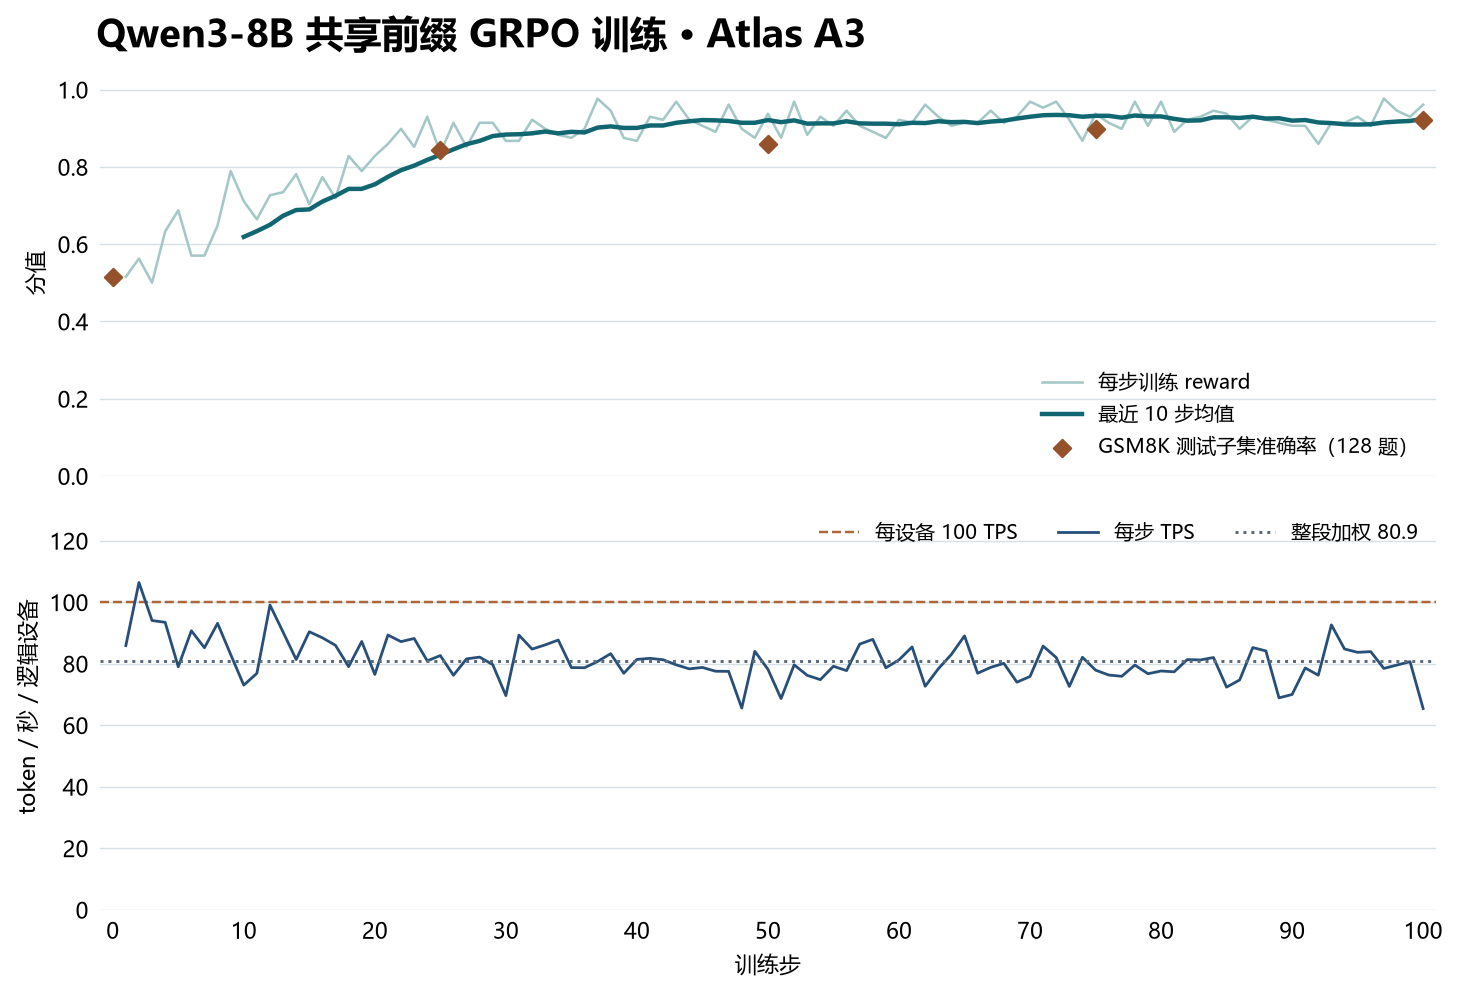 Qwen3-8B 共享前缀 GRPO 训练 • Atlas A3
分值
1.0
0.8
0.6
0.4
0.2
0.0
每步训练 reward
最近 10 步均值
GSM8K 测试子集准确率（128 题）
token / 秒 / 逻辑设备
120
100
80
60
40
20
0
每设备 100 TPS
每步 TPS
整段加权 80.9
0 10 20 30 40 50 60 70 80 90 100
训练步